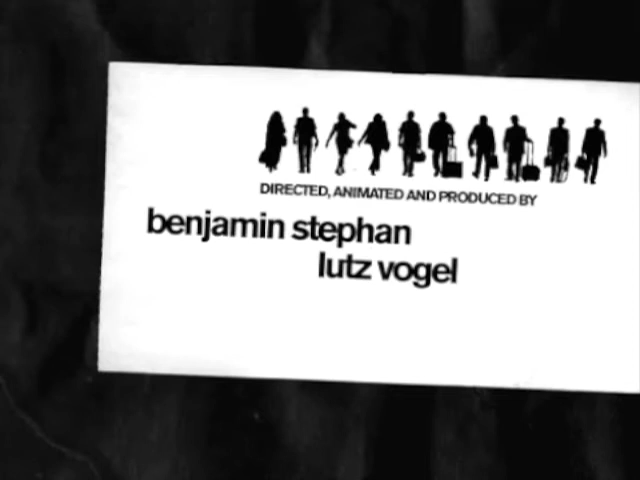 DIRECTED, ANIMATED AND PRODUCED BY
benjamin stephan
lutz vogel